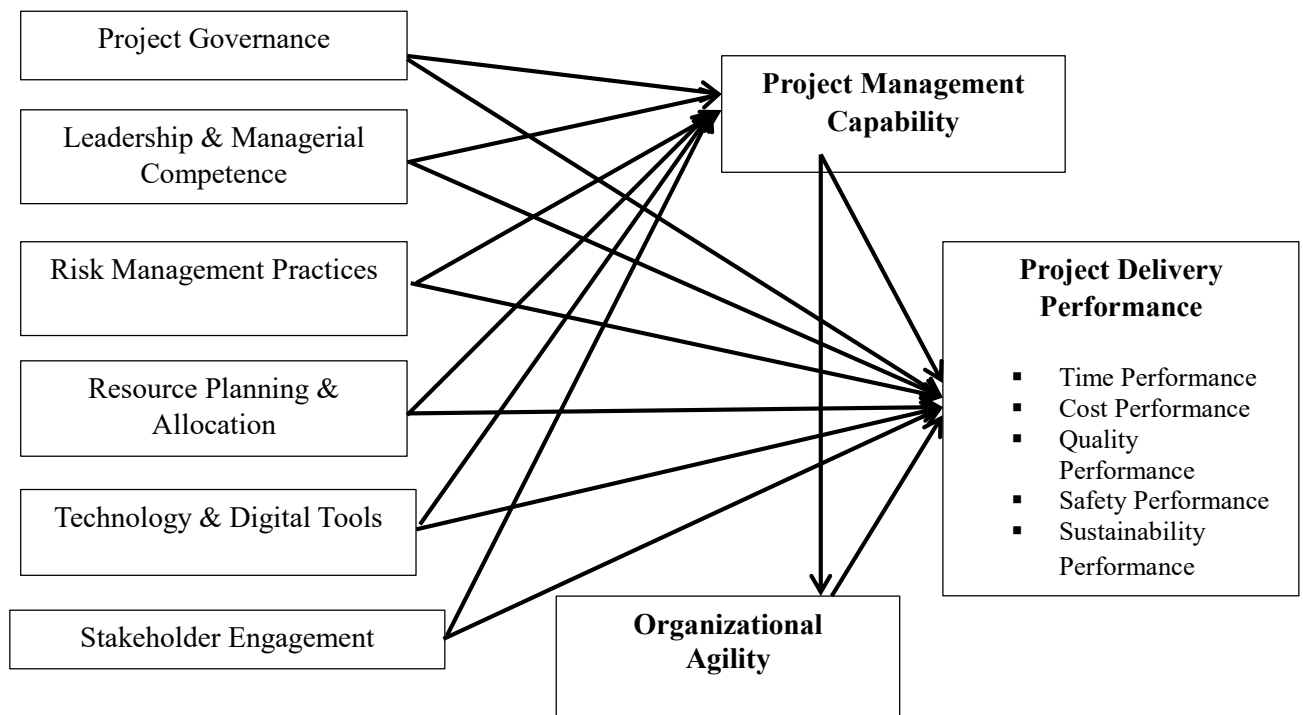 Project Governance
Leadership & Managerial
Competence
Risk Management Practices
Resource Planning &
Allocation
Technology & Digital Tools
Stakeholder Engagement
Project Management
Capability
Organizational
Agility
Project Delivery
Performance
▪ Time Performance
▪ Cost Performance
▪ Quality
Performance
▪ Safety Performance
▪ Sustainability
Performance